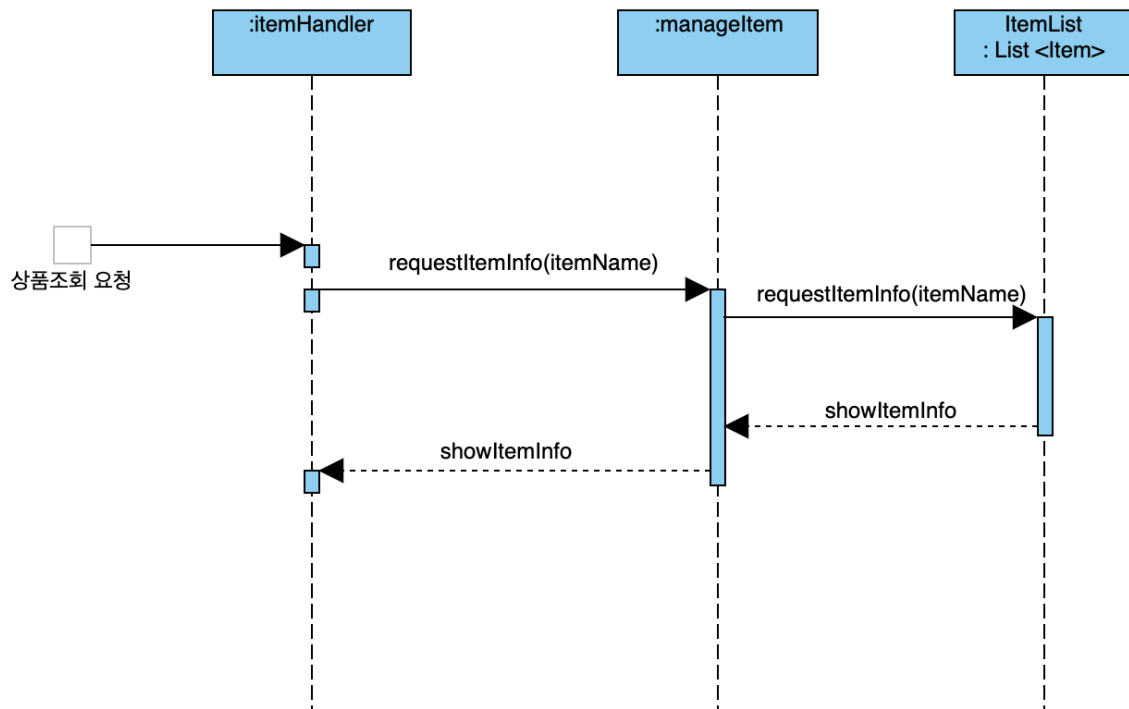 :itemHandler
:manageItem
ItemList
: List <Item>
상품조회 요청
requestItemInfo(itemName)
requestItemInfo(itemName)
showItemInfo
showItemInfo